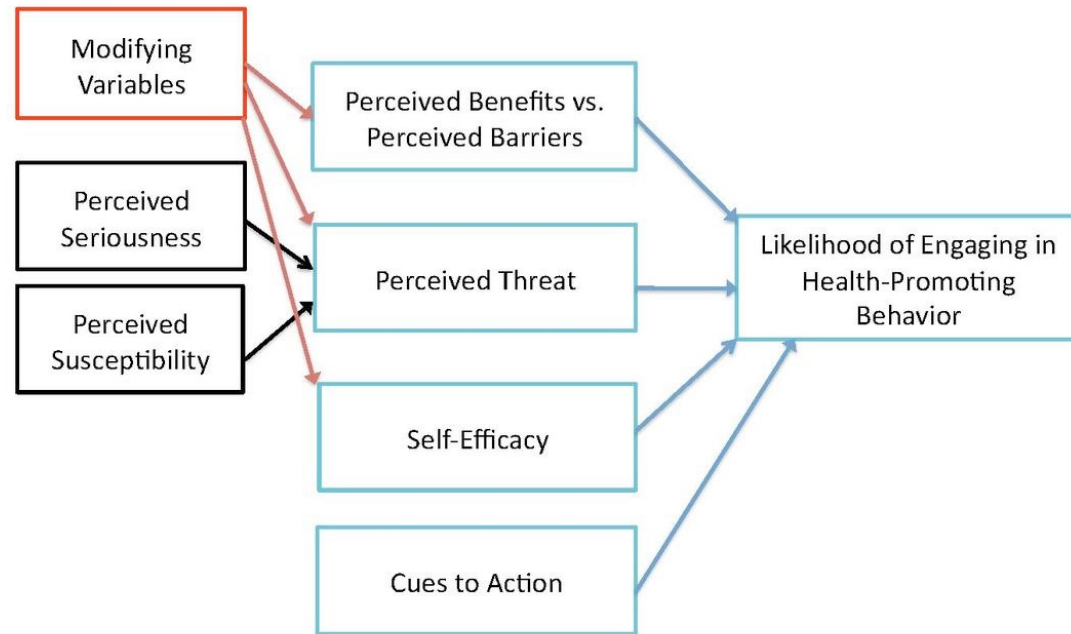 Modifying
Variables
Perceived Benefits vs.
Perceived Barriers
Perceived
Seriousness
Perceived Threat
Likelihood of Engaging in
Health-Promoting
Behavior
Perceived
Susceptibility
Self-Efficacy
Cues to Action